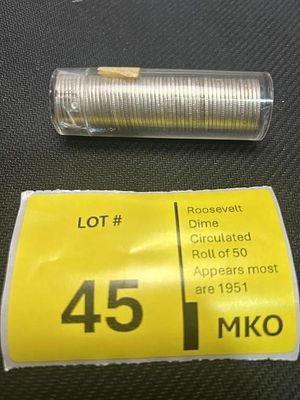 LOT #
45
Roosevelt
Dime
Circulated
Roll of 50
Appears most
are 1951
MKO